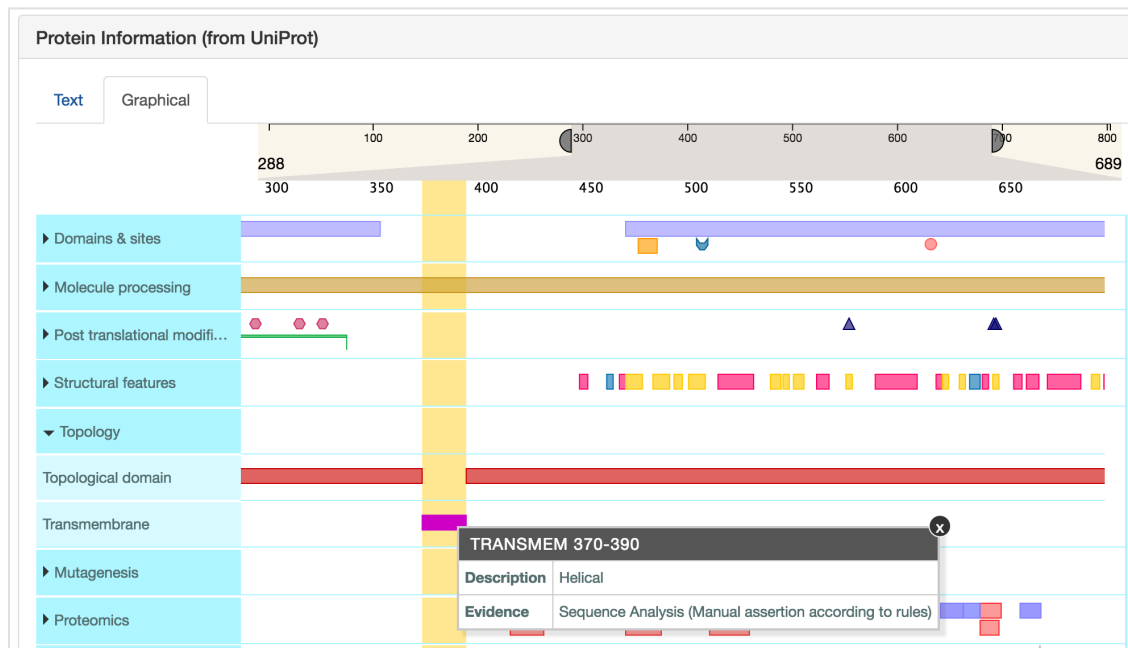 Protein Information (from UniProt)
Text Graphical
100 200 300 400 500 600 700 800
288 689
300 350 400 450 500 550 600 650
Domains & sites
Molecule processing
Post translational modifi...
Structural features
Topology
Topological domain
Transmembrane
x
TRANSMEM 370-390
Description Helical
Mutagenesis
Evidence Sequence Analysis (Manual assertion according to rules)
Proteomics